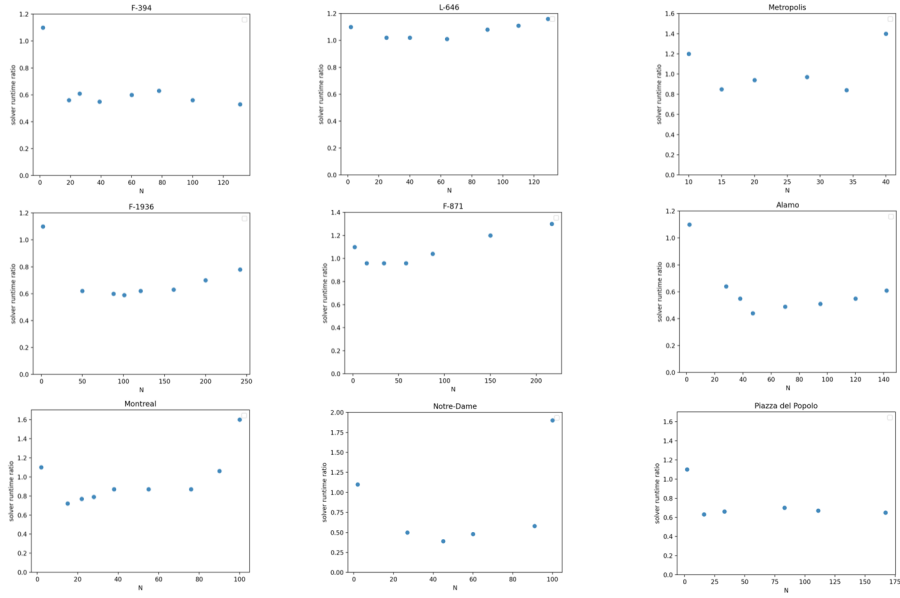 F-394
solver runtime ratio
1.2
1.0
0.8
0.6
0.4
0.2
0.0
0 20 40 60 80 100 120
N
L-646
solver runtime ratio
1.2
1.0
0.8
0.6
0.4
0.2
0.0
0 20 40 60 80 100 120
N
Metropolis
solver runtime ratio
1.6
1.4
1.2
1.0
0.8
0.6
0.4
0.2
0.0
10 15 20 25 30 35 40
N
F-1936
solver runtime ratio
1.2
1.0
0.8
0.6
0.4
0.2
0.0
0 50 100 150 200 250
N
F-871
solver runtime ratio
1.4
1.2
1.0
0.8
0.6
0.4
0.2
0.0
0 50 100 150 200
N
Alamo
solver runtime ratio
1.2
1.0
0.8
0.6
0.4
0.2
0.0
0 20 40 60 80 100 120 140
N
Montreal
solver runtime ratio
1.6
1.4
1.2
1.0
0.8
0.6
0.4
0.2
0.0
0 20 40 60 80 100
N
Notre-Dame
solver runtime ratio
2.00
1.75
1.50
1.25
1.00
0.75
0.50
0.25
0.00
0 20 40 60 80 100
N
Piazza del Popolo
solver runtime ratio
1.6
1.4
1.2
1.0
0.8
0.6
0.4
0.2
0.0
0 25 50 75 100 125 150 175
N